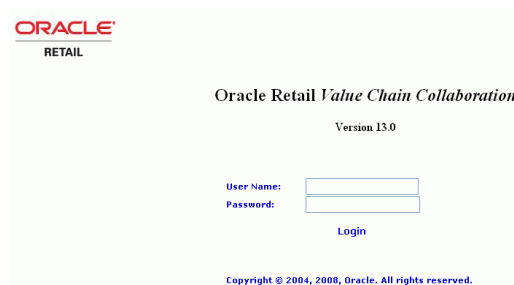 ORACLE®
RETAIL
Oracle Retail Value Chain Collaboration
Version 13.0
User Name:
Password:
Login
Copyright © 2004, 2008, Oracle. All rights reserved.